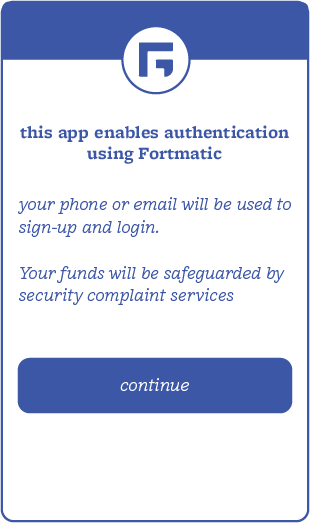 this app enables authentication
using Fortmatic
your phone or email will be used to
sign-up and login.
Your funds will be safeguarded by
security complaint services
continue